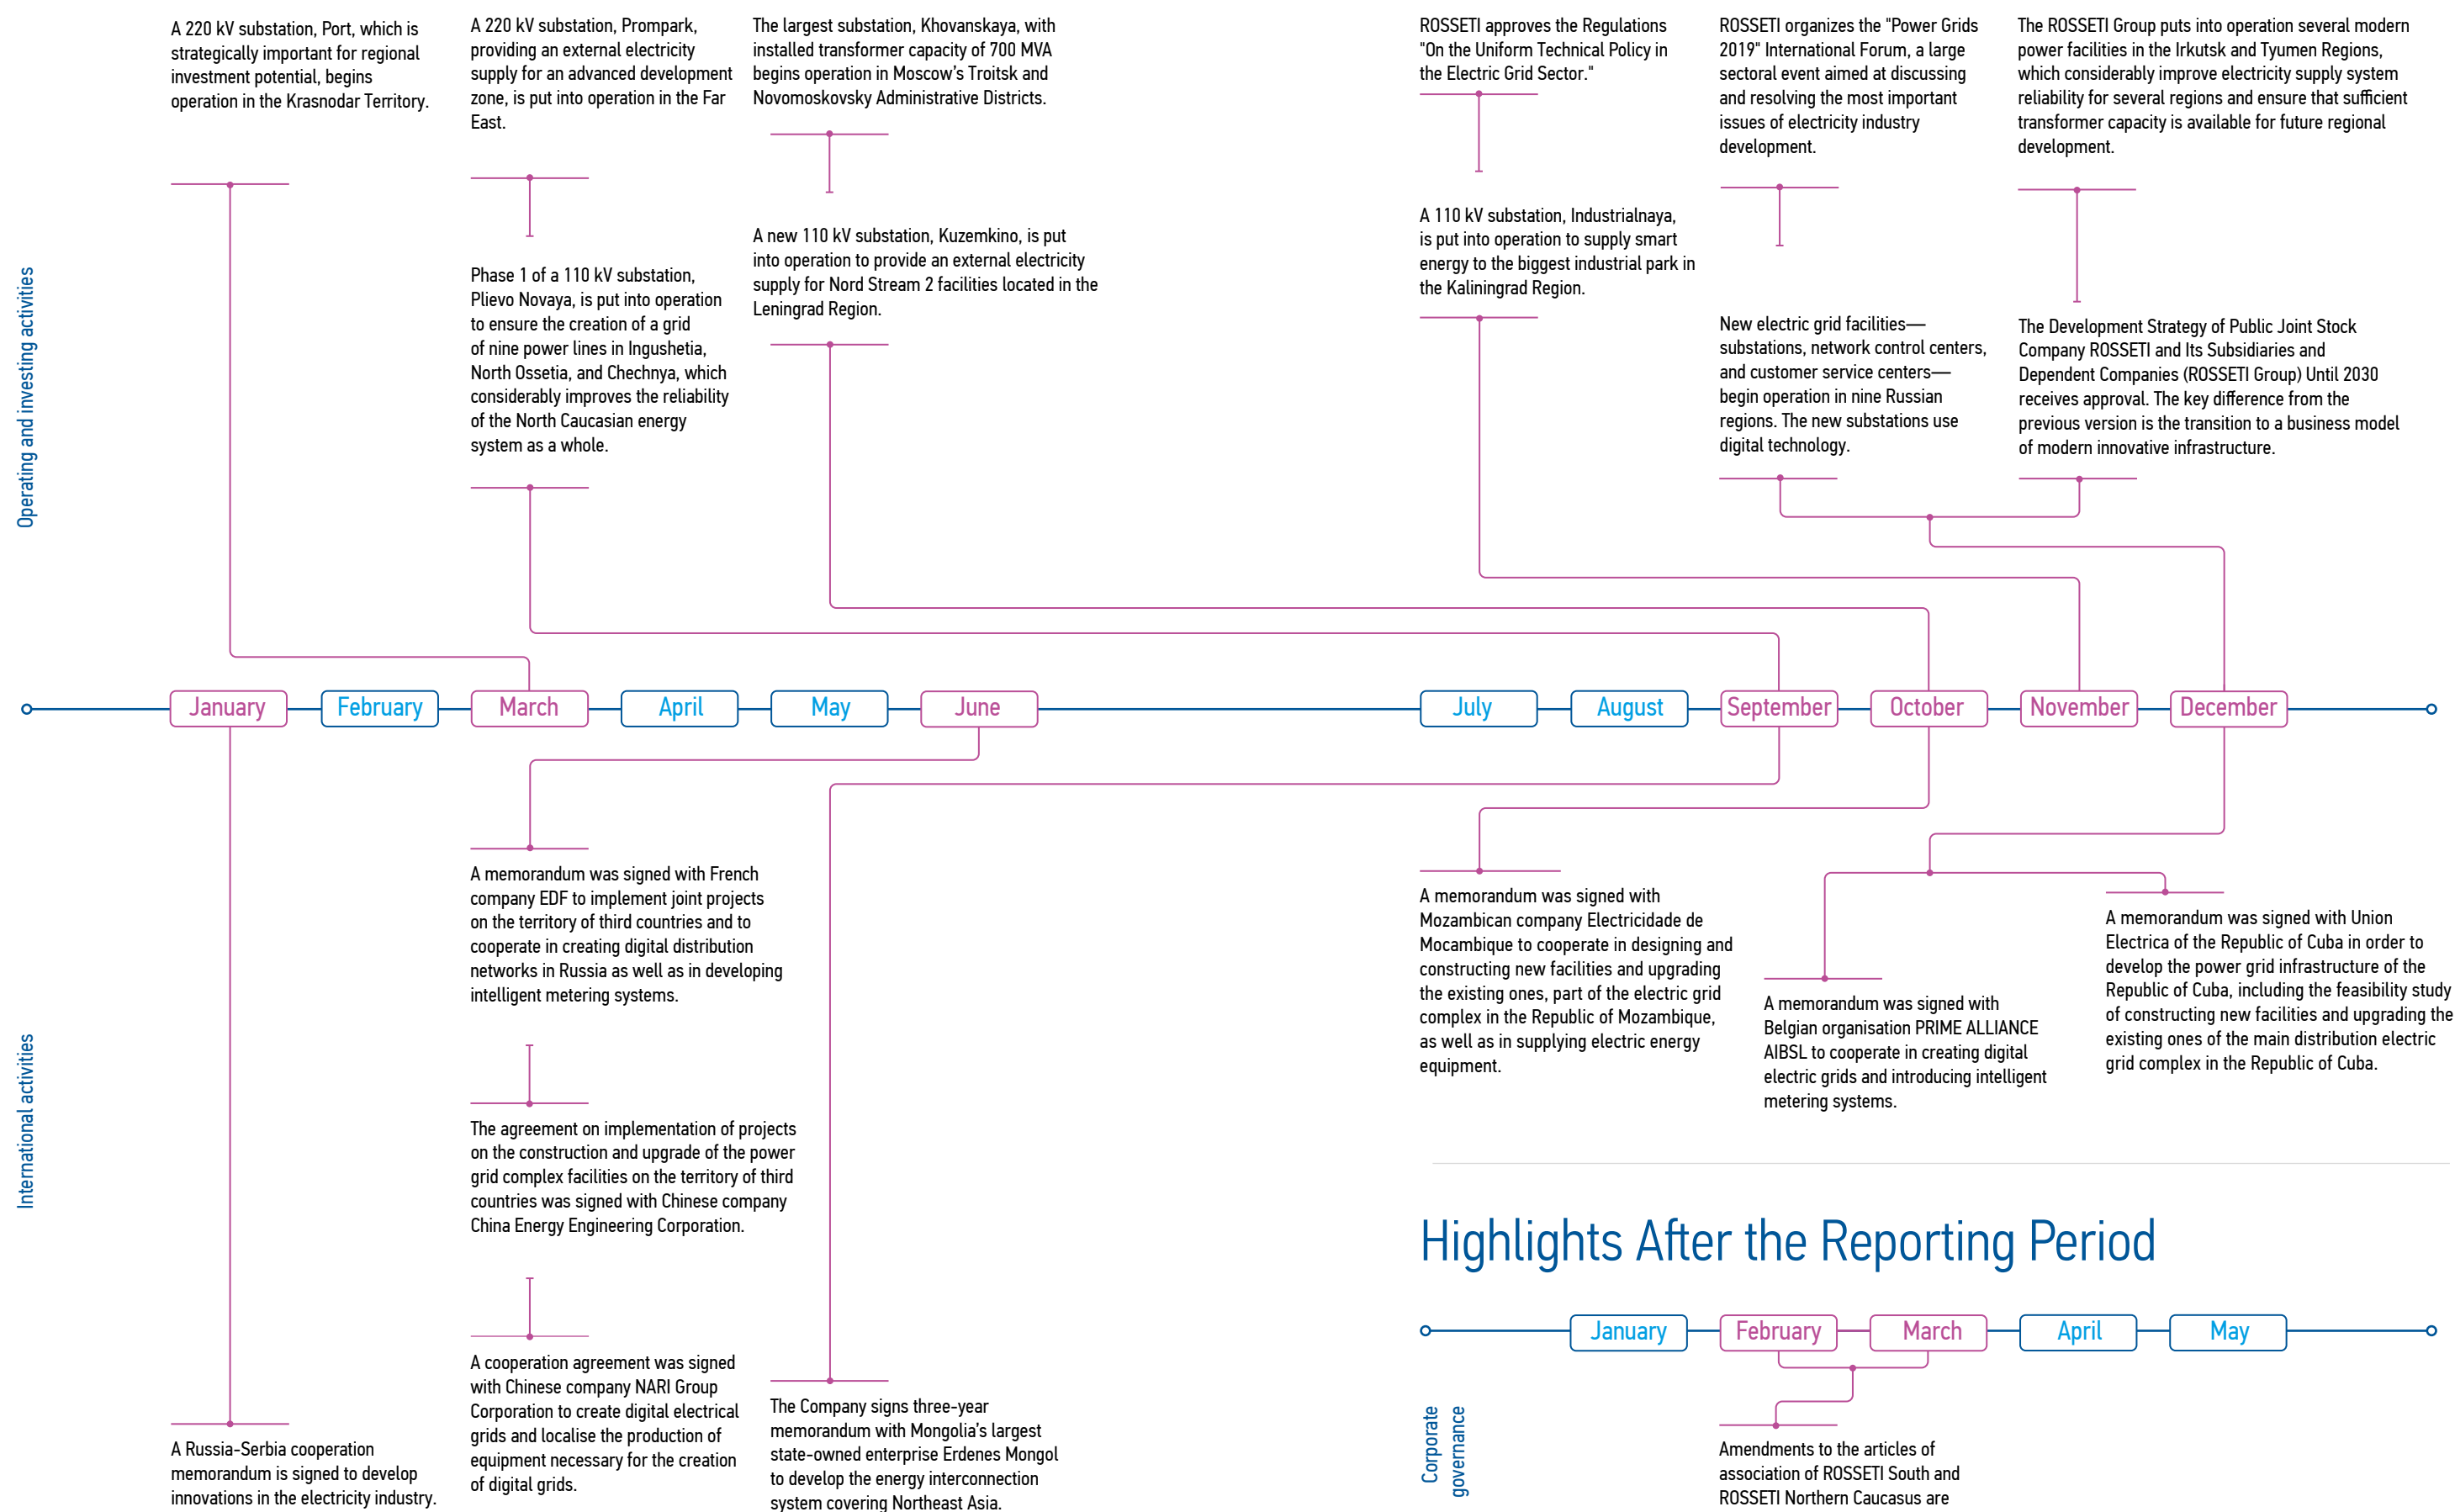 A 220 kV substation, Port, which is
strategically important for regional
investment potential, begins
operation in the Krasnodar Territory.
A 220 kV substation, Prompark,
providing an external electricity
supply for an advanced development
zone, is put into operation in the Far
East.
Phase 1 of a 110 kV substation,
Plievo Novaya, is put into operation
to ensure the creation of a grid
of nine power lines in Ingushetia,
North Ossetia, and Chechnya, which
considerably improves the reliability
of the North Caucasian energy
system as a whole.
The largest substation, Khovanskaya, with
installed transformer capacity of 700 MVA
begins operation in Moscow's Troitsk and
Novomoskovsky Administrative Districts.
A new 110 kV substation, Kuzemkino, is put
into operation to provide an external electricity
supply for Nord Stream 2 facilities located in the
Leningrad Region.
ROSSETI approves the Regulations
"On the Uniform Technical Policy in
the Electric Grid Sector."
A 110 kV substation, Industrialnaya,
is put into operation to supply smart
energy to the biggest industrial park in
the Kaliningrad Region.
ROSSETI organizes the "Power Grids
2019" International Forum, a large
sectoral event aimed at discussing
and resolving the most important
issues of electricity industry
development.
New electric grid facilities—
substations, network control centers,
and customer service centers—
begin operation in nine Russian
regions. The new substations use
digital technology.
The ROSSETI Group puts into operation several modern
power facilities in the Irkutsk and Tyumen Regions,
which considerably improve electricity supply system
reliability for several regions and ensure that sufficient
transformer capacity is available for future regional
development.
The Development Strategy of Public Joint Stock
Company ROSSETI and Its Subsidiaries and
Dependent Companies (ROSSETI Group) Until 2030
receives approval. The key difference from the
previous version is the transition to a business model
of modern innovative infrastructure.
Operating and investing activities
January
February
March
April
May
June
July
August
September
October
November
December
International activities
A Russia-Serbia cooperation
memorandum is signed to develop
innovations in the electricity industry.
A memorandum was signed with French
company EDF to implement joint projects
on the territory of third countries and to
cooperate in creating digital distribution
networks in Russia as well as in developing
intelligent metering systems.
The agreement on implementation of projects
on the construction and upgrade of the power
grid complex facilities on the territory of third
countries was signed with Chinese company
China Energy Engineering Corporation.
A cooperation agreement was signed
with Chinese company NARI Group
Corporation to create digital electrical
grids and localise the production of
equipment necessary for the creation
of digital grids.
The Company signs three-year
memorandum with Mongolia's largest
state-owned enterprise Erdenes Mongol
to develop the energy interconnection
system covering Northeast Asia.
A memorandum was signed with
Mozambican company Electricidade de
Mocambique to cooperate in designing and
constructing new facilities and upgrading
the existing ones, part of the electric grid
complex in the Republic of Mozambique,
as well as in supplying electric energy
equipment.
A memorandum was signed with
Belgian organisation PRIME ALLIANCE
AIBSL to cooperate in creating digital
electric grids and introducing intelligent
metering systems.
A memorandum was signed with Union
Electrica of the Republic of Cuba in order to
develop the power grid infrastructure of the
Republic of Cuba, including the feasibility study
of constructing new facilities and upgrading the
existing ones of the main distribution electric
grid complex in the Republic of Cuba.
Highlights After the Reporting Period
January
February
March
April
May
Corporate
governance
Amendments to the articles of
association of ROSSETI South and
ROSSETI Northern Caucasus are